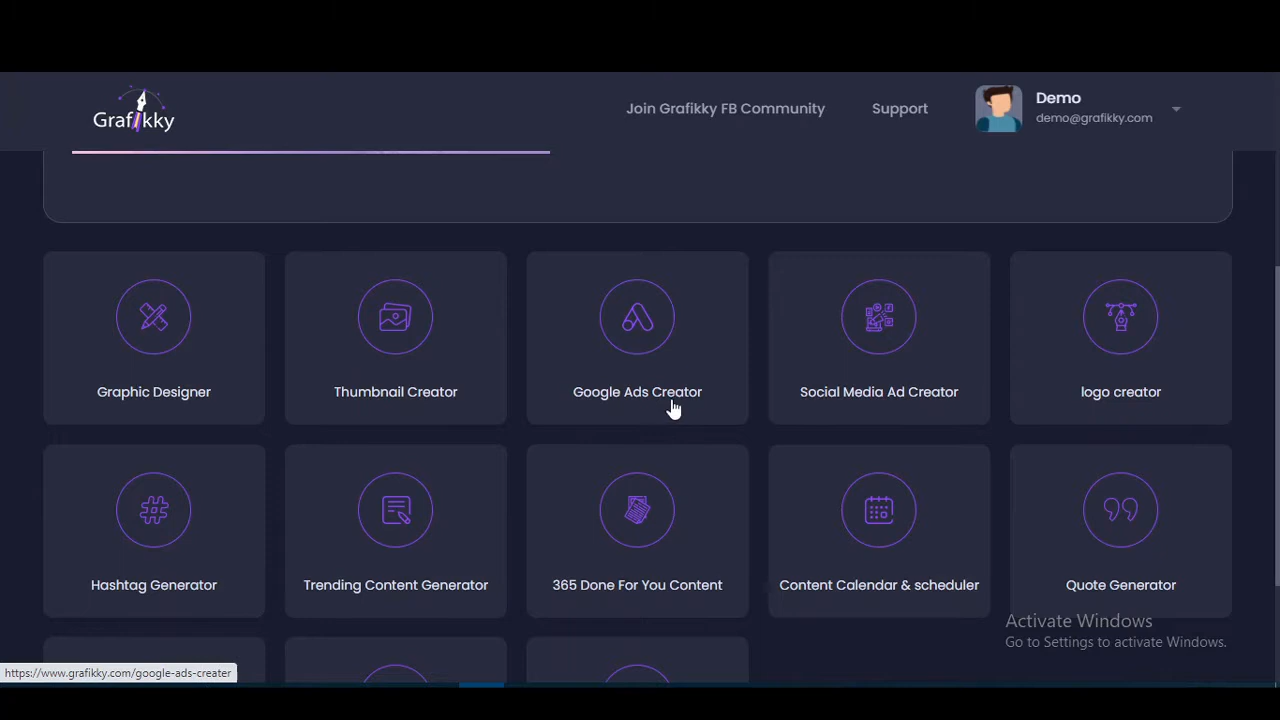 Grafikky
Join Grafikky FB Community
Support
Demo
demo@grafikky.com
Graphic Designer
Thumbnail Creator
Google Ads Creator
Social Media Ad Creator
logo creator
Hashtag Generator
Trending Content Generator
365 Done For You Content
Content Calendar & scheduler
Quote Generator
Activate Windows
Go to Settings to activate Windows.
https://www.grafikky.com/google-ads-creater